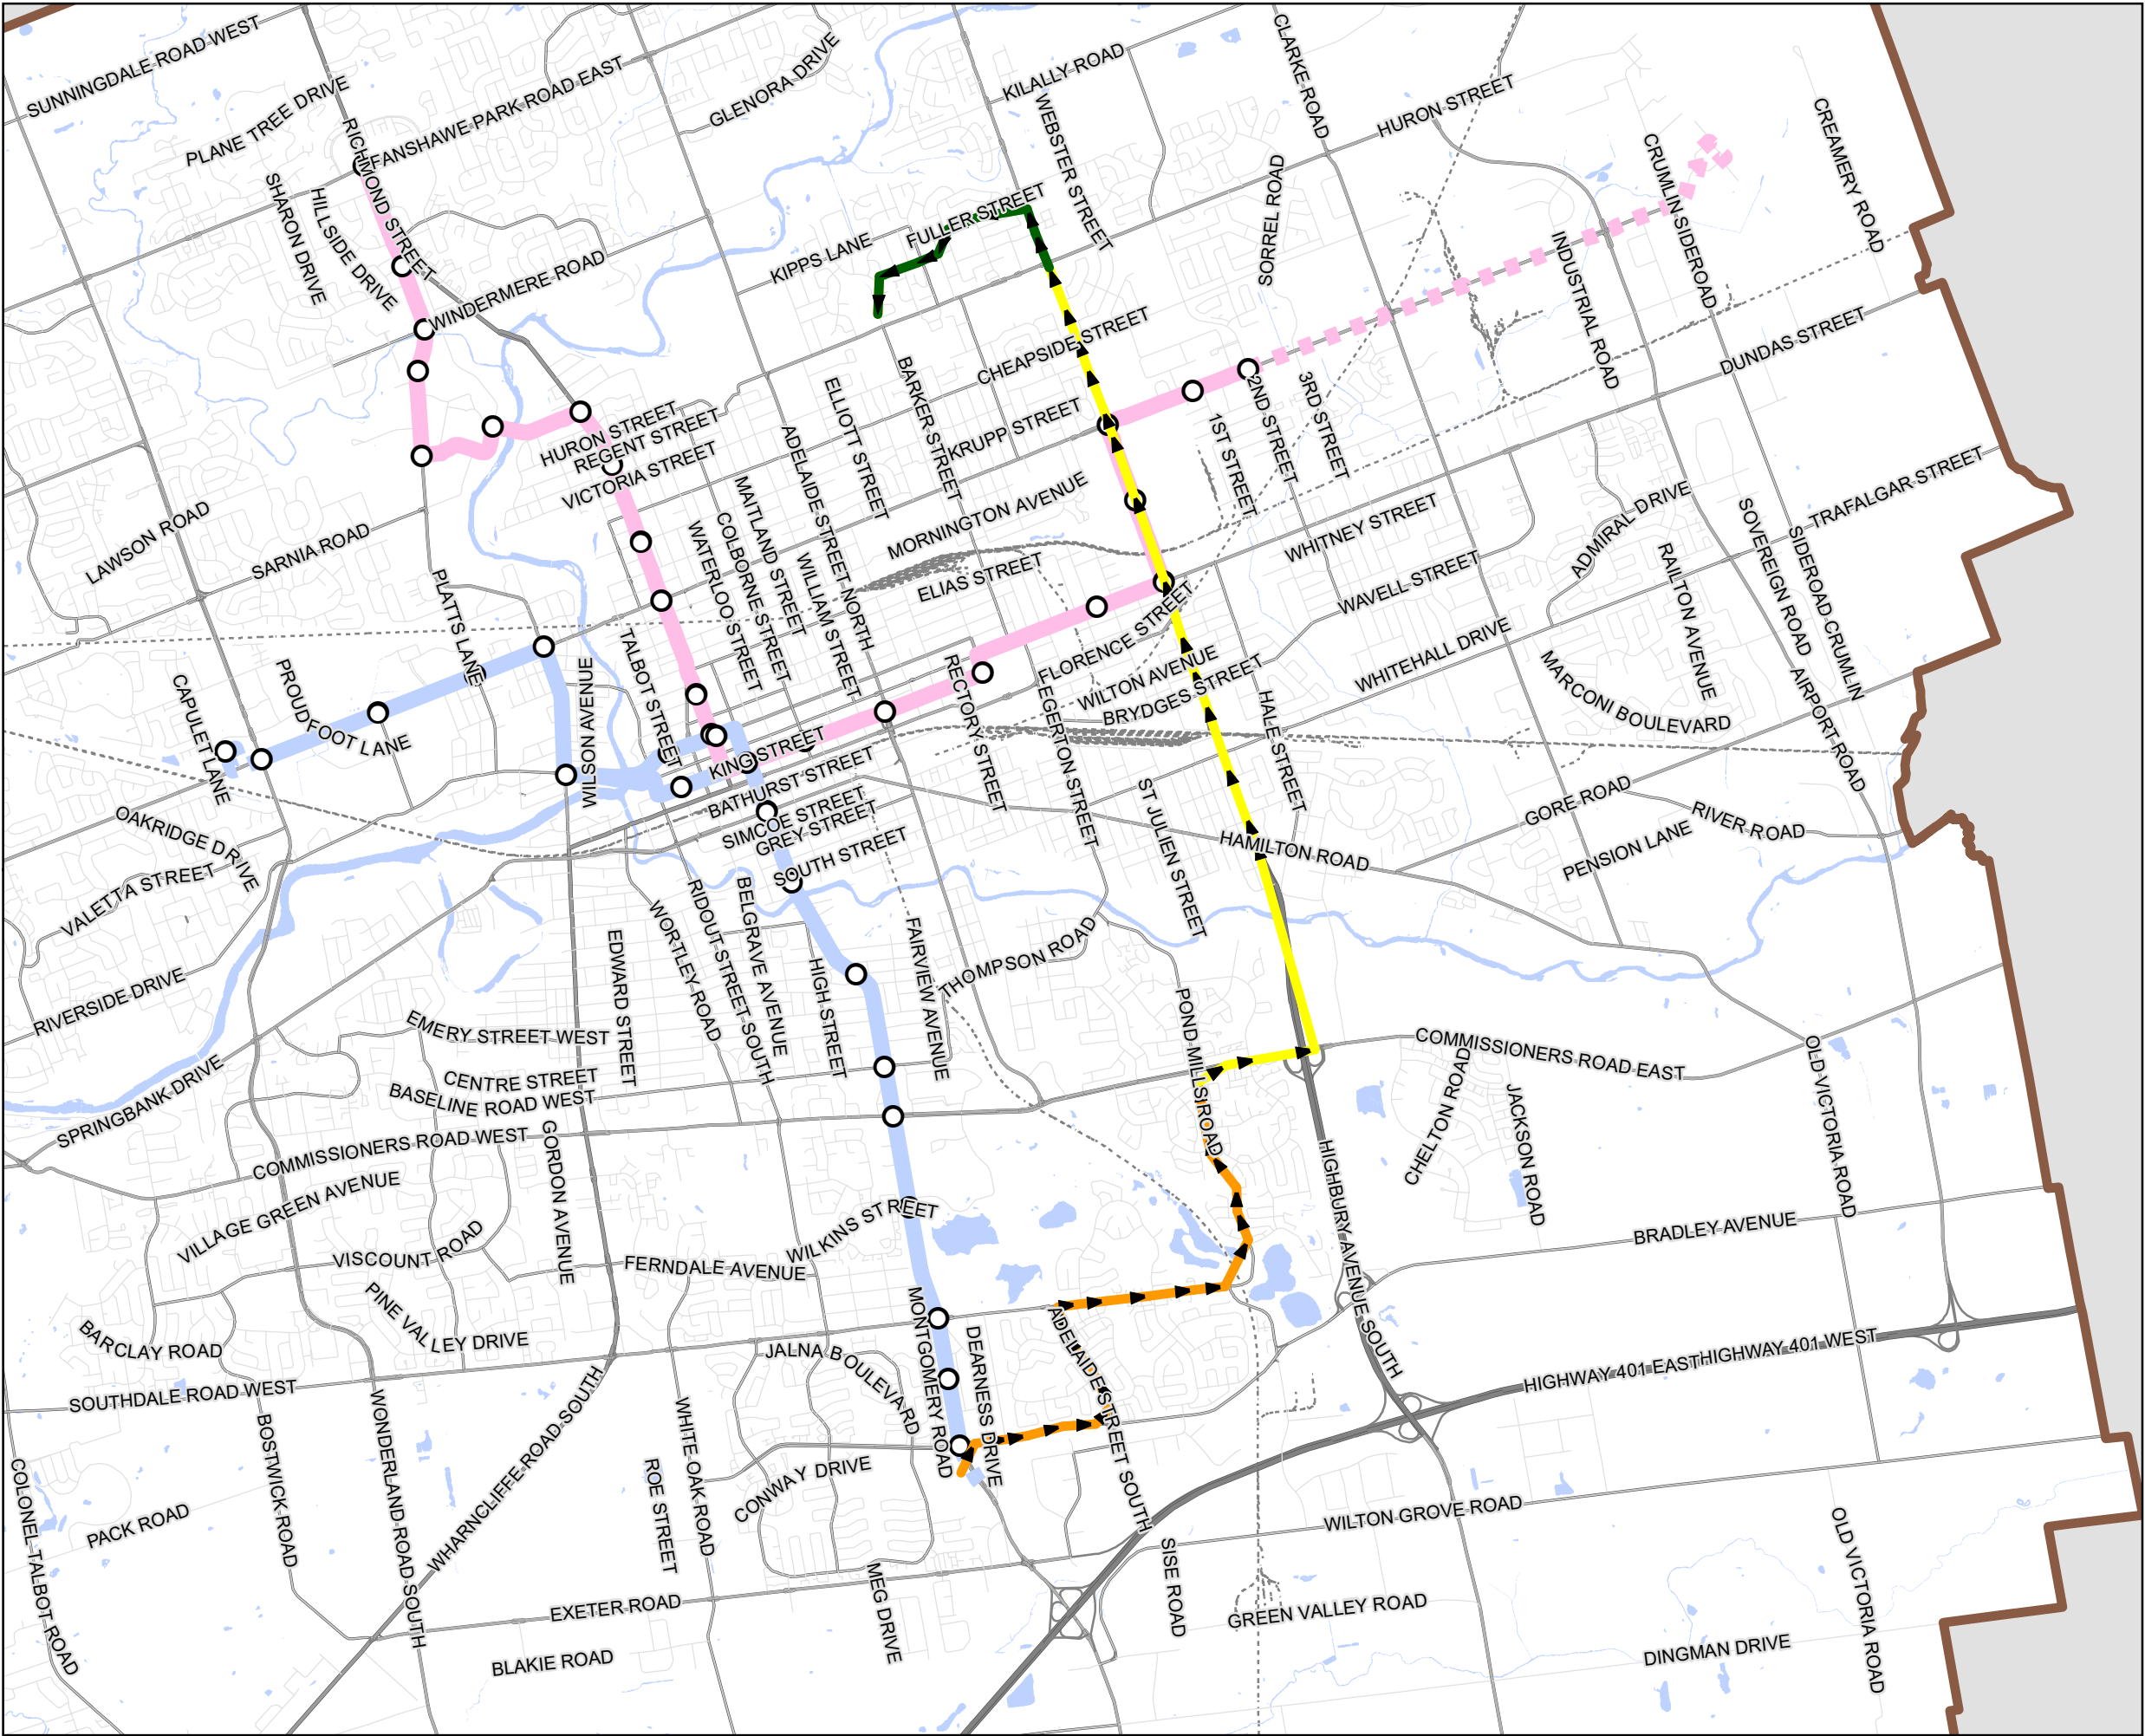 SUNNINGDALE ROAD WEST
PLANE TREE DRIVE
FANSHAWE PARK ROAD EAST
GLENORA DRIVE
KILALLY ROAD
CLARKE ROAD
HURON STREET
CREAMERY ROAD
CRUMLIN SIDEROAD
WEBSTER STREET
RICHMOND STREET
SHARON DRIVE
HILLSIDE DRIVE
WINDERMERE ROAD
KIPPS LANE
FULLER STREET
SORREL ROAD
INDUSTRIAL ROAD
DUNDAS STREET
CHEAPSIDE STREET
HURON STREET
REGENT STREET
VICTORIA STREET
ELLIOTT STREET
BARKER STREET
KRUPP STREET
1ST STREET
2ND STREET
3RD STREET
TRAFALGAR STREET
LAWSON ROAD
SARNIA ROAD
ADELAIDE STREET NORTH
MAITLAND STREET
COLBORNE STREET
WATERLOO STREET
WILLIAM STREET
MORNINGTON AVENUE
ELIAS STREET
WHITNEY STREET
WAVELL STREET
ADMIRAL DRIVE
RAILTON AVENUE
SOVEREIGN ROAD
SIDEROAD CRUMLIN
PLATTS LANE
TALBOT STREET
WILSON AVENUE
PROUDFOOT LANE
CAPULET LANE
RECTORY STREET
FLORENCE STREET
EGERTON STREET
WILTON AVENUE
BRYDGES STREET
HALE STREET
WHITEHALL DRIVE
MARCONI BOULEVARD
AIRPORT ROAD
KING STREET
BATHURST STREET
SIMCOE STREET
GREY STREET
SOUTH STREET
ST JULIEN STREET
HAMILTON ROAD
GORE ROAD
RIVER ROAD
PENSION LANE
OAKRIDGE DRIVE
VALETTA STREET
RIVERSIDE DRIVE
SPRINGBANK DRIVE
EDWARD STREET
WORTLEY ROAD
RIDOUT STREET SOUTH
BELGRAVE AVENUE
HIGH STREET
FAIRVIEW AVENUE
THOMPSON ROAD
POND MILLS ROAD
EMERY STREET WEST
CENTRE STREET
BASELINE ROAD WEST
COMMISSIONERS ROAD WEST
COMMISSIONERS ROAD EAST
CHELTON ROAD
JACKSON ROAD
OLD VICTORIA ROAD
VILLAGE GREEN AVENUE
GORDON AVENUE
VISCOUNT ROAD
FERNDALE AVENUE
WILKINS STREET
HIGHBURY AVENUE SOUTH
BRADLEY AVENUE
BARCLAY ROAD
PINE VALLEY DRIVE
JALNA BOULEVARD
MONTGOMERY ROAD
DEARNESS DRIVE
ADELAIDE STREET SOUTH
HIGHWAY 401 EAST
HIGHWAY 401 WEST
SOUTHDALE ROAD WEST
BOSTWICK ROAD
WONDERLAND ROAD SOUTH
WHARNCLIFFE ROAD SOUTH
WHITE OAK ROAD
ROE STREET
CONWAY DRIVE
COLONEL TALBOT ROAD
PACK ROAD
MEG DRIVE
EXETER ROAD
BLAKIE ROAD
SISE ROAD
WILTON GROVE ROAD
GREEN VALLEY ROAD
DINGMAN DRIVE
OLD VICTORIA ROAD